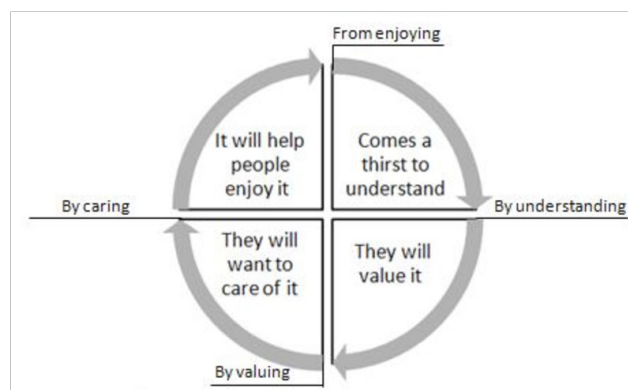 From enjoying
It will help
people
enjoy it
Comes a
thirst to
understand
By caring
By understanding
They will
want to
care of it
They will
value it
By valuing